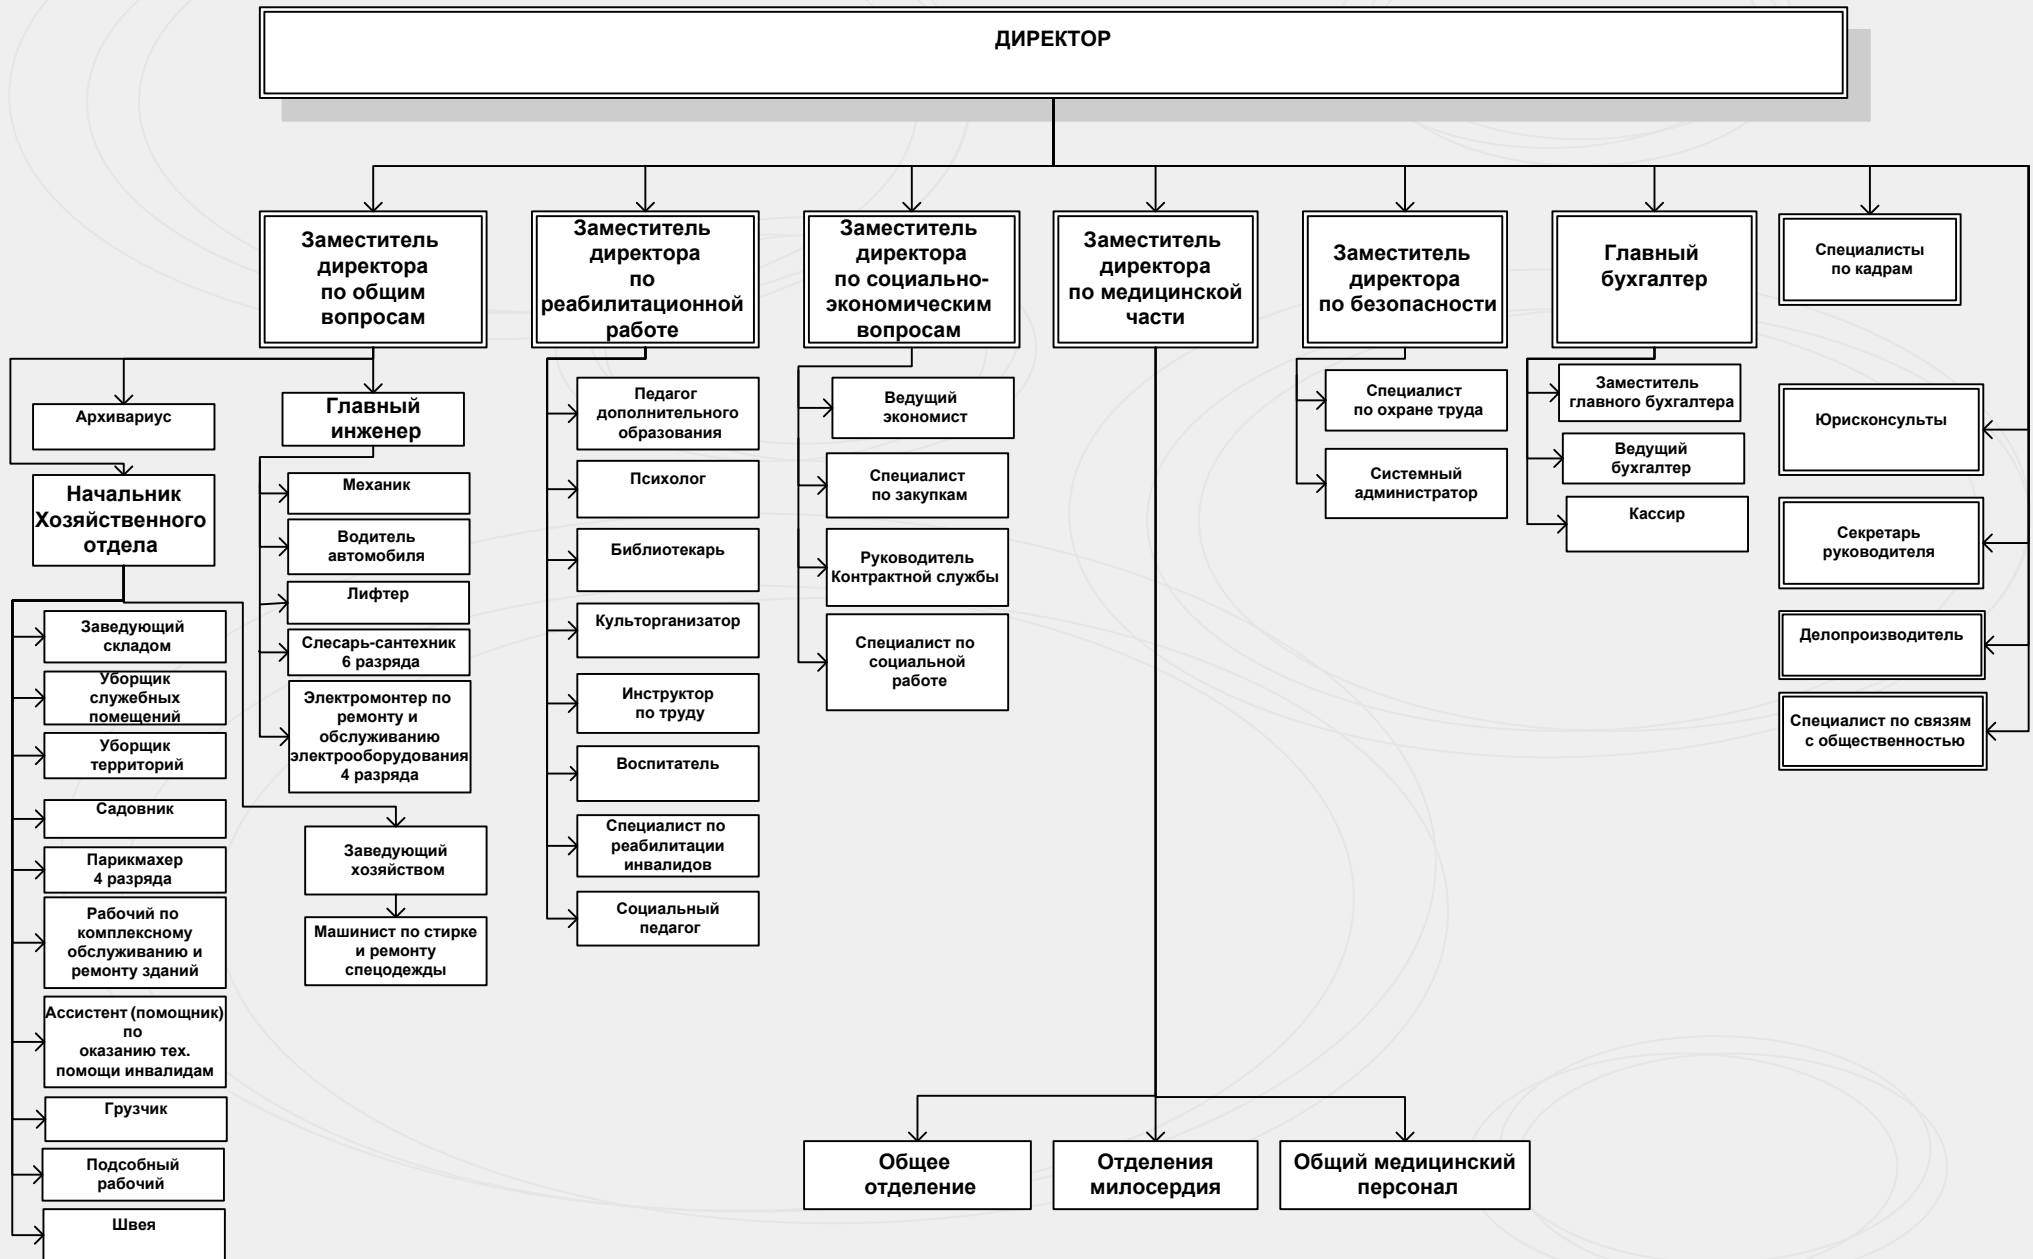 ДИРЕКТОР
Заместитель
директора
по общим
вопросам
Заместитель
директора
по
реабилитационной
работе
Заместитель
директора
по социально-
экономическим
вопросам
Заместитель
директора
по медицинской
части
Заместитель
директора
по безопасности
Главный
бухгалтер
Специалисты
по кадрам
Архивариус
Начальник
Хозяйственного
отдела
Заведующий
складом
Уборщик
служебных
помещений
Уборщик
территорий
Садовник
Парикмахер
4 разряда
Рабочий по
комплексному
обслуживанию и
ремонту зданий
Ассистент (помощник)
по
оказанию тех.
помощи инвалидам
Грузчик
Подсобный
рабочий
Швея
Главный
инженер
Механик
Водитель
автомобиля
Лифтер
Слесарь-сантехник
6 разряда
Электромонтер по
ремонту и
обслуживанию
электрооборудования
4 разряда
Заведующий
хозяйством
Машинист по стирке
и ремонту
спецодежды
Педагог
дополнительного
образования
Психолог
Библиотекарь
Культорганизатор
Инструктор
по труду
Воспитатель
Специалист по
реабилитации
инвалидов
Социальный
педагог
Ведущий
экономист
Специалист
по закупкам
Руководитель
Контрактной службы
Специалист по
социальной
работе
Общее
отделение
Отделения
милосердия
Общий медицинский
персонал
Специалист
по охране труда
Системный
администратор
Заместитель
главного бухгалтера
Ведущий
бухгалтер
Кассир
Юрисконсульты
Секретарь
руководителя
Делопроизводитель
Специалист по связям
с общественностью